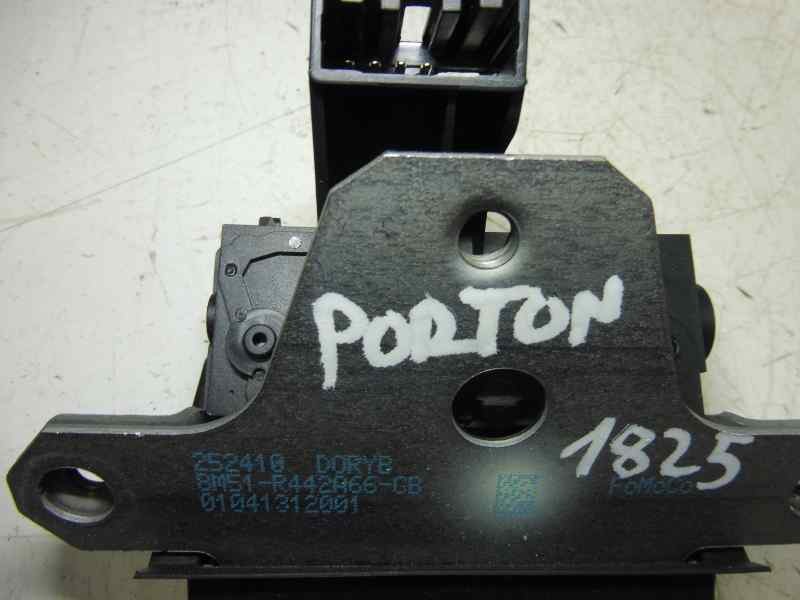 PORTON
1825
252410 DORYB
BM51-R442A66-CB
01041312001
FoMoCo